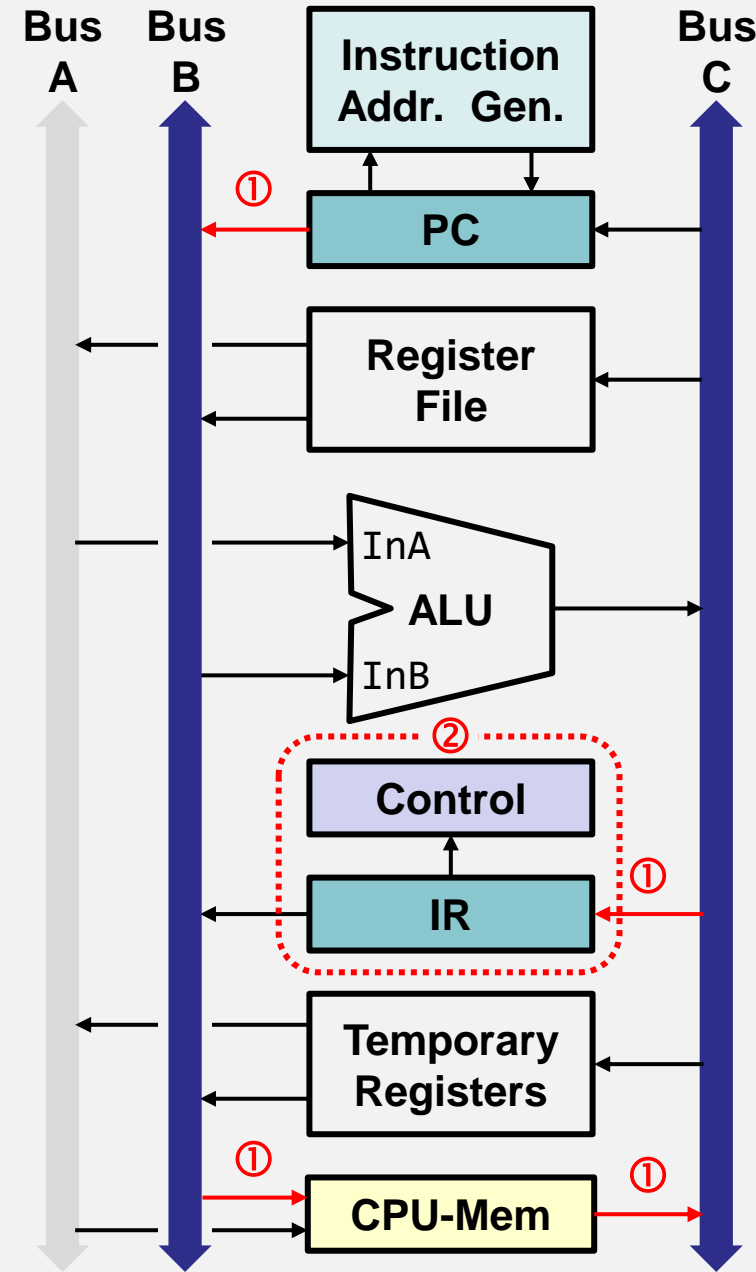 Bus
A
Bus
B
Instruction
Addr. Gen.
Bus
C
①
PC
Register
File
InA
ALU
InB
②
Control
①
IR
Temporary
Registers
①
①
CPU-Mem